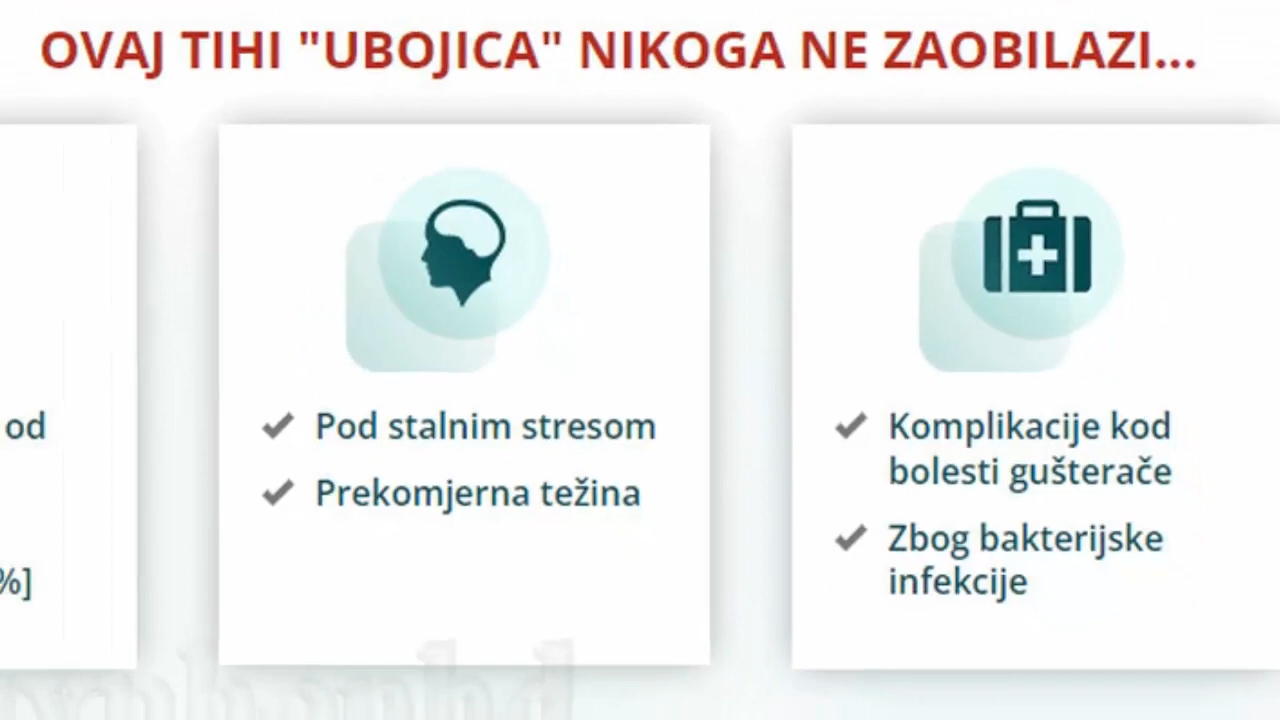 OVAJ TIHI "UBOJICA" NIKOGA NE ZAOBILAZI...
od
%]
Pod stalnim stresom
Prekomjerna težina
Komplikacije kod
bolesti gušterače
Zbog bakterijske
infekcije